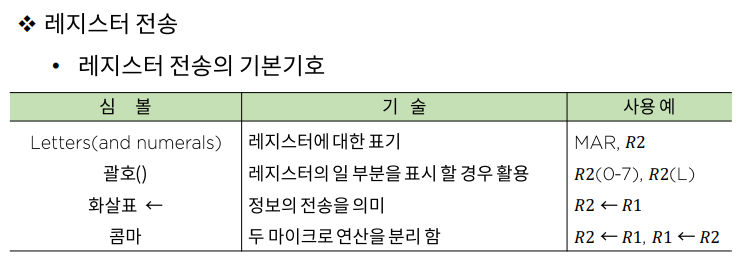 ❖ 레지스터 전송
• 레지스터 전송의 기본기호
심 볼 기 술 사용 예
Letters(and numerals) 레지스터에 대한 표기 MAR, R2
괄호() 레지스터의 일 부분을 표시 할 경우 활용 R2(0-7), R2(L)
화살표 ← 정보의 전송을 의미 R2 ← R1
콤마 두 마이크로 연산을 분리 함 R2 ← R1, R1 ← R2